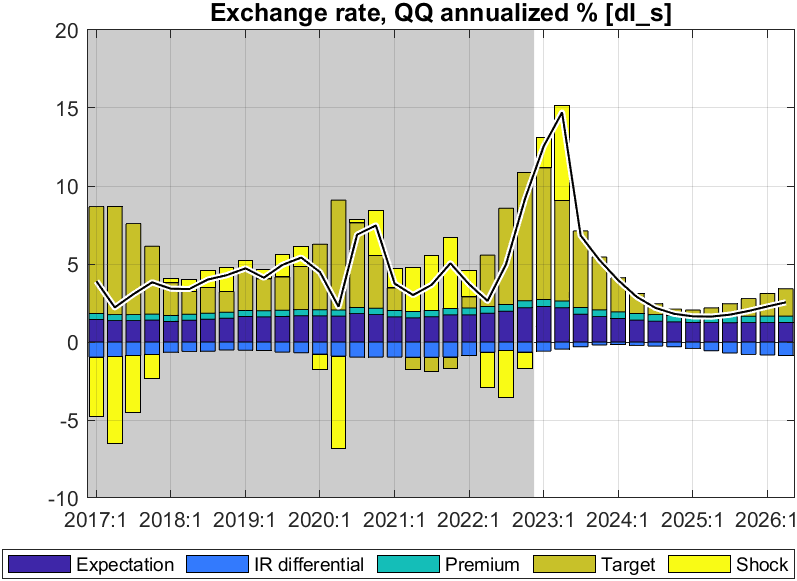 Exchange rate, QQ annualized % [dl_s]
20
15
10
5
0
-5
-10
2017:1 2018:1 2019:1 2020:1 2021:1 2022:1 2023:1 2024:1 2025:1 2026:1
Expectation IR differential Premium Target Shock